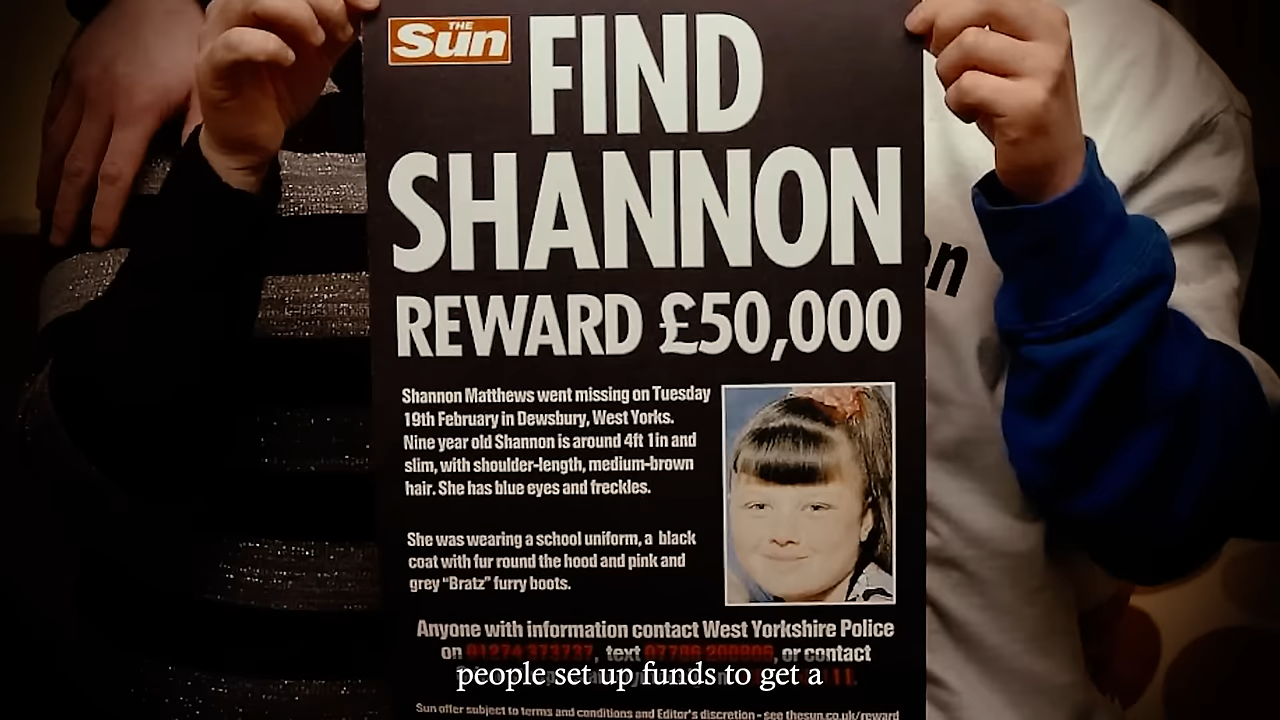 THE
Sun
FIND
SHANNON
REWARD £50,000
Shannon Matthews went missing on Tuesday
19th February in Dewsbury, West Yorks.
Nine year old Shannon is around 4ft 1in and
slim, with shoulder-length, medium-brown
hair. She has blue eyes and freckles.
She was wearing a school uniform, a black
coat with fur round the hood and pink and
grey "Bratz" furry boots.
Anyone with information contact West Yorkshire Police
on 01274 373737, text , or contact
people set up funds to get a
Sun offer subject to terms and conditions and Editor's discretion - see thesun.co.uk/reward